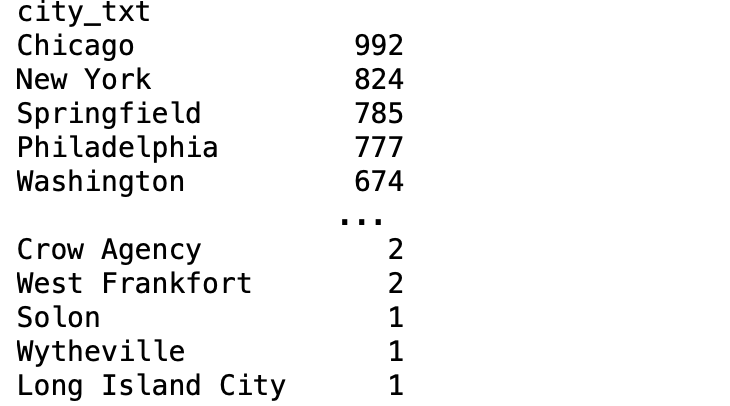 city_txt
Chicago 992
New York 824
Springfield 785
Philadelphia 777
Washington 674
...
Crow Agency 2
West Frankfort 2
Solon 1
Wytheville 1
Long Island City 1